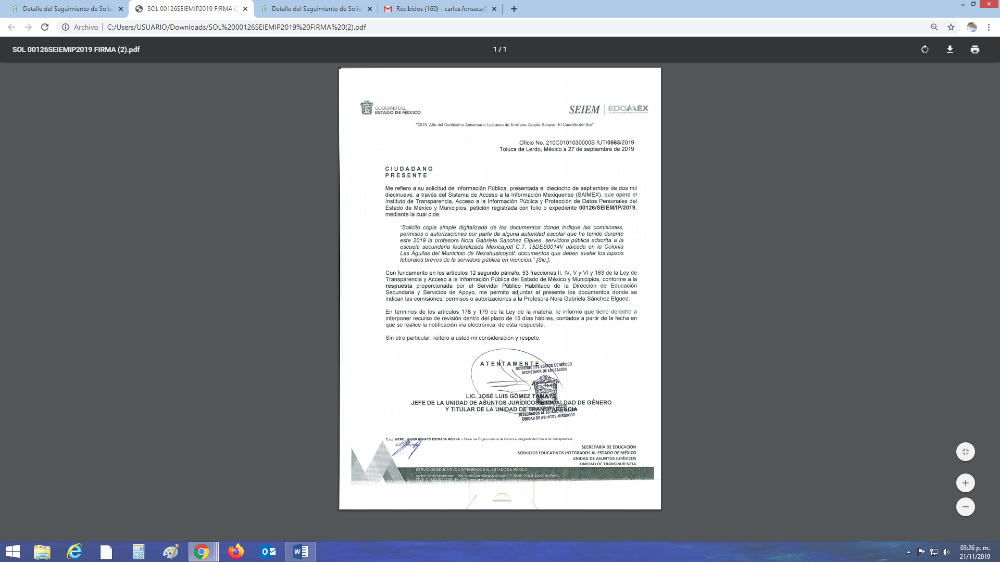 Detalle del Seguimiento de Solici
SOL 00126SEIEMIP2019 FIRMA (2
Detalle del Seguimiento de Solici
Recibidos (160) - carlos.fonseca@
Archivo
C:/Users/USUARIO/Downloads/SOL%2000126SEIEMIP2019%20FIRMA%20(2).pdf
SOL 00126SEIEMIP2019 FIRMA (2).pdf
1 / 1
GOBIERNO DEL
ESTADO DE MÉXICO
SEIEM
EDOMÉX
"2019. Año del Centésimo Aniversario Luctuoso de Emiliano Zapata Salazar. El Caudillo del Sur"
Oficio No. 210C0101030000S /UT/0563/2019
Toluca de Lerdo, México a 27 de septiembre de 2019
CIUDADANO
PRESENTE
Me refiero a su solicitud de Información Pública, presentada el dieciocho de septiembre de dos mil
diecinueve, a través del Sistema de Acceso a la Información Mexiquense (SAIMEX), que opera el
Instituto de Transparencia, Acceso a la Información Pública y Protección de Datos Personales del
Estado de México y Municipios, petición registrada con folio o expediente 00126/SEIEM/IP/2019,
mediante la cual pide:
"Solicito copia simple digitalizada de los documentos donde indique las comisiones,
permisos o autorizaciones por parte de alguna autoridad escolar que ha tenido durante
este 2019 la profesora Nora Gabriela Sanchez Elguea, servidora pública adscrita a la
escuela secundaria federalizada Mexicayotl C.T. 15DES0014V ubicada en la Colonia
Las Águilas del Municipio de Nezahualcoyotl. documentos que deben avalar los lapsos
laborales breves de la servidora pública en mención." [Sic.];
Con fundamento en los artículos 12 segundo párrafo, 53 fracciones II, IV, V y VI y 163 de la Ley de
Transparencia y Acceso a la Información Pública del Estado de México y Municipios, conforme a la
respuesta proporcionada por el Servidor Público Habilitado de la Dirección de Educación
Secundaria y Servicios de Apoyo, me permito adjuntar al presente los documentos donde se
indican las comisiones, permisos o autorizaciones a la Profesora Nora Gabriela Sánchez Elguea.
En términos de los artículos 178 y 179 de la Ley de la materia, le informo que tiene derecho a
interponer recurso de revisión dentro del plazo de 15 días hábiles, contados a partir de la fecha en
que se realice la notificación vía electrónica, de esta respuesta.
Sin otro particular, reitero a usted mi consideración y respeto.
ATENTAMENTE
GOBIERNO DEL ESTADO DE MÉXICO
SECRETARÍA DE EDUCACIÓN
LIC. JOSÉ LUIS GÓMEZ TAMAYO
JEFE DE LA UNIDAD DE ASUNTOS JURÍDICOS E IGUALDAD DE GÉNERO
Y TITULAR DE LA UNIDAD DE TRANSPARENCIA
INTEGRADOS AL ESTADO DE MÉXICO
UNIDAD DE ASUNTOS JURÍDICOS
C.c.p. MTRO. JAVIER RENATO ESTRADA MEDINA .- Titular del Órgano Interno de Control e Integrante del Comité de Transparencia.
SECRETARÍA DE EDUCACIÓN
SERVICIOS EDUCATIVOS INTEGRADOS AL ESTADO DE MÉXICO
UNIDAD DE ASUNTOS JURÍDICOS
UNIDAD DE TRANSPARENCIA
SERVICIOS EDUCATIVOS INTEGRADOS AL ESTADO DE MÉXICO
Agripín García Estrada núm. 1306, Santa Cruz Atzcapotzaltongo, C.P. 50030, Toluca, Estado de México.
03:26 p. m.
21/11/2019